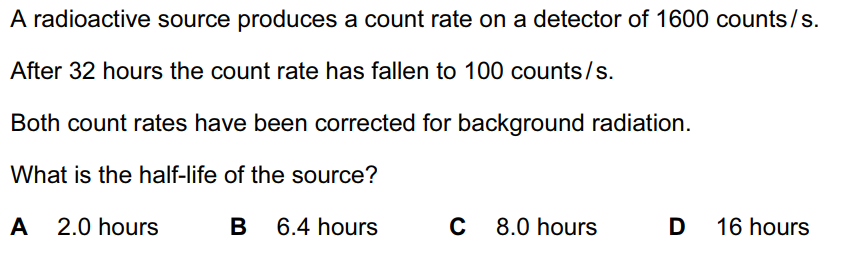 A radioactive source produces a count rate on a detector of 1600 counts/s.
After 32 hours the count rate has fallen to 100 counts/s.
Both count rates have been corrected for background radiation.
What is the half-life of the source?
A 2.0 hours B 6.4 hours C 8.0 hours D 16 hours